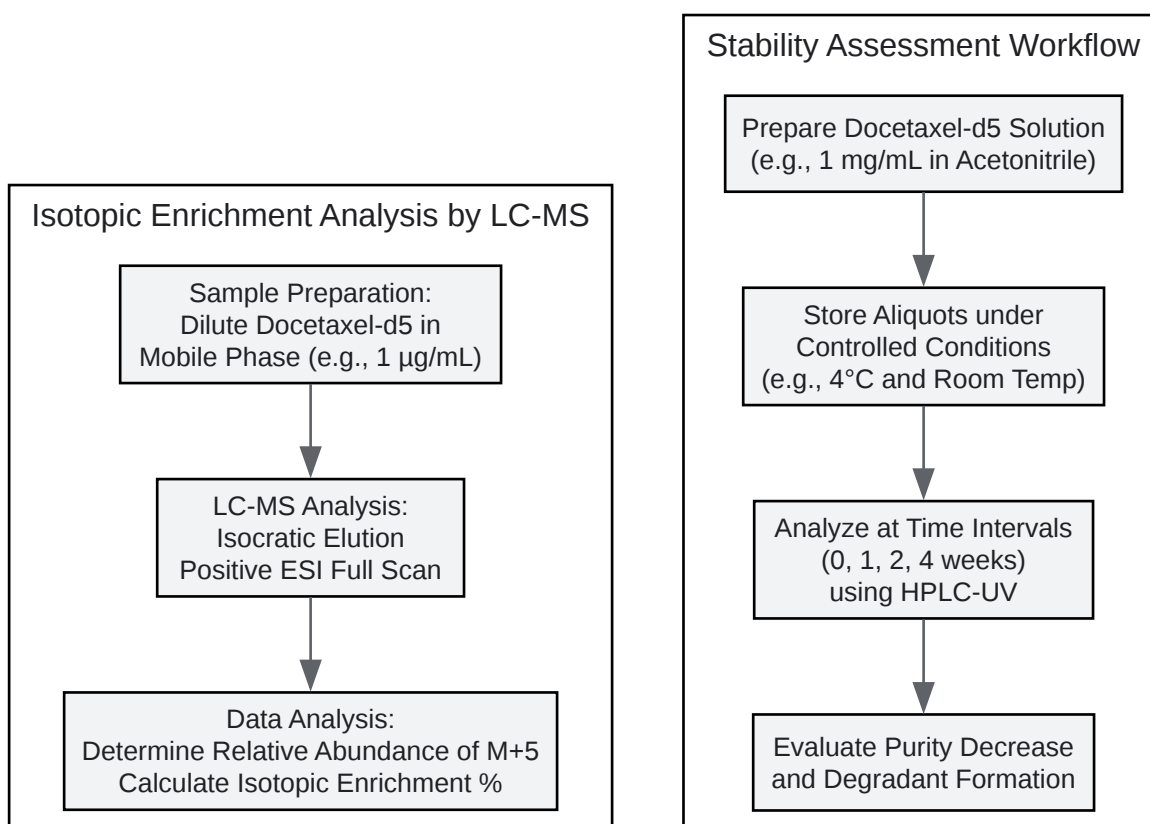 Isotopic Enrichment Analysis by LC-MS
Sample Preparation:
Dilute Docetaxel-d5 in
Mobile Phase (e.g., 1 µg/mL)
LC-MS Analysis:
Isocratic Elution
Positive ESI Full Scan
Data Analysis:
Determine Relative Abundance of M+5
Calculate Isotopic Enrichment %
Stability Assessment Workflow
Prepare Docetaxel-d5 Solution
(e.g., 1 mg/mL in Acetonitrile)
Store Aliquots under
Controlled Conditions
(e.g., 4°C and Room Temp)
Analyze at Time Intervals
(0, 1, 2, 4 weeks)
using HPLC-UV
Evaluate Purity Decrease
and Degradant Formation